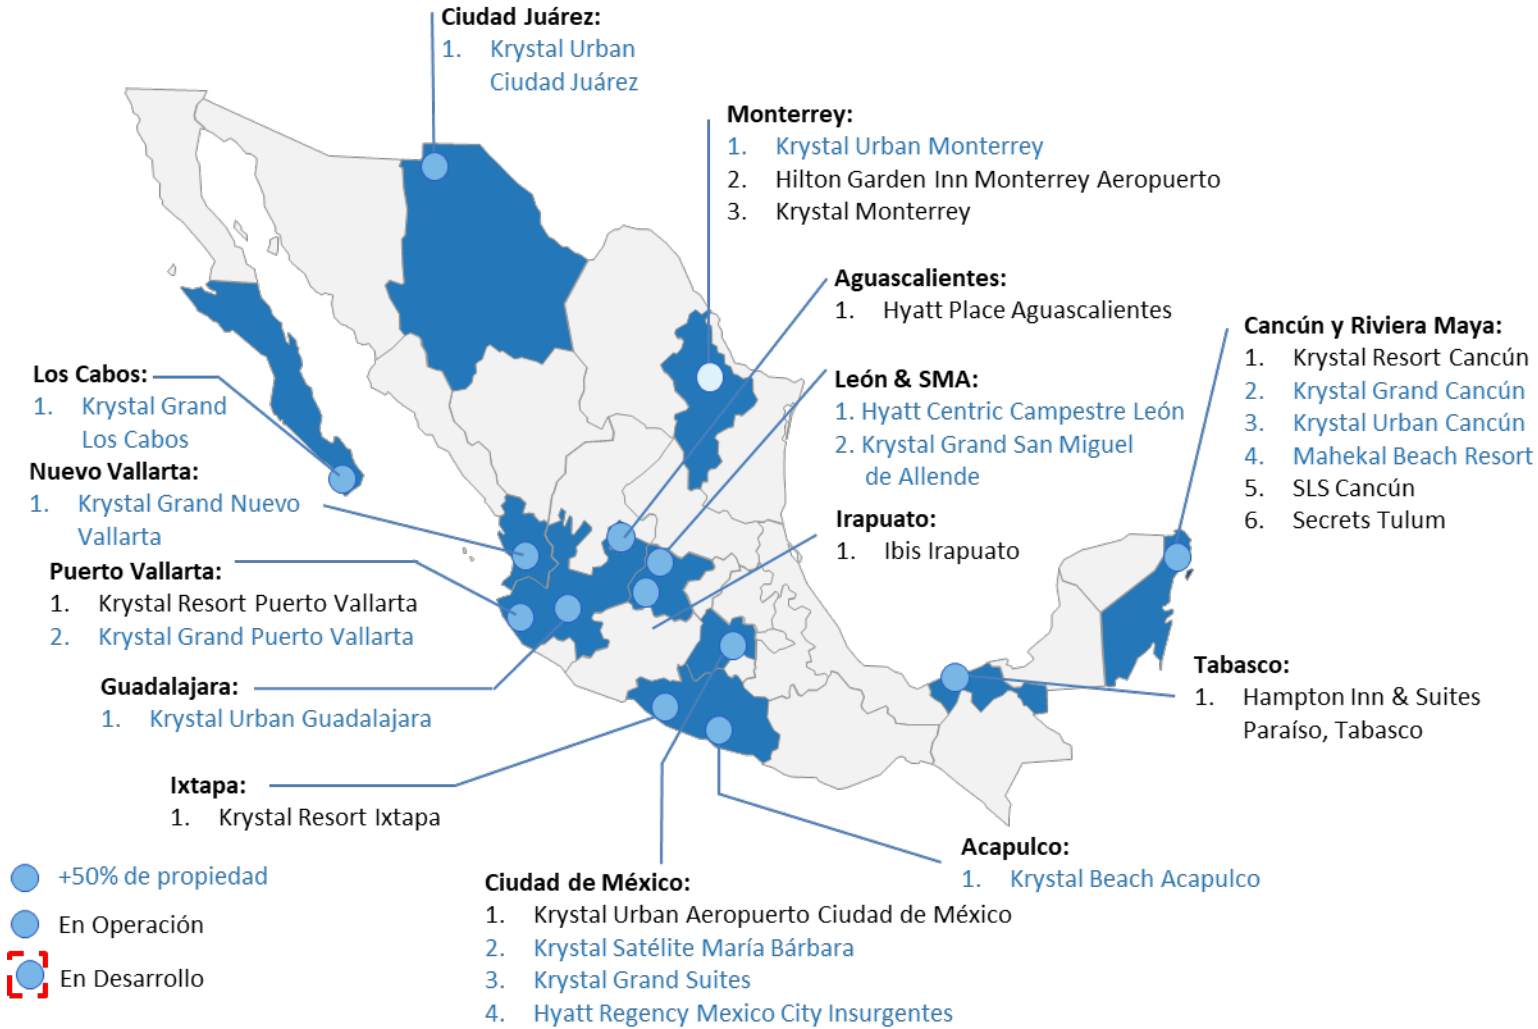 Ciudad Juárez:
1. Krystal Urban
Ciudad Juárez
Monterrey:
1. Krystal Urban Monterrey
2. Hilton Garden Inn Monterrey Aeropuerto
3. Krystal Monterrey
Aguascalientes:
1. Hyatt Place Aguascalientes
León & SMA:
1. Hyatt Centric Campestre León
2. Krystal Grand San Miguel
de Allende
Irapuato:
1. Ibis Irapuato
Cancún y Riviera Maya:
1. Krystal Resort Cancún
2. Krystal Grand Cancún
3. Krystal Urban Cancún
4. Mahekal Beach Resort
5. SLS Cancún
6. Secrets Tulum
Los Cabos:
1. Krystal Grand
Los Cabos
Nuevo Vallarta:
1. Krystal Grand Nuevo
Vallarta
Puerto Vallarta:
1. Krystal Resort Puerto Vallarta
2. Krystal Grand Puerto Vallarta
Guadalajara:
1. Krystal Urban Guadalajara
Ixtapa:
1. Krystal Resort Ixtapa
Tabasco:
1. Hampton Inn & Suites
Paraíso, Tabasco
Acapulco:
1. Krystal Beach Acapulco
Ciudad de México:
1. Krystal Urban Aeropuerto Ciudad de México
2. Krystal Satélite María Bárbara
3. Krystal Grand Suites
4. Hyatt Regency Mexico City Insurgentes
+50% de propiedad
En Operación
En Desarrollo